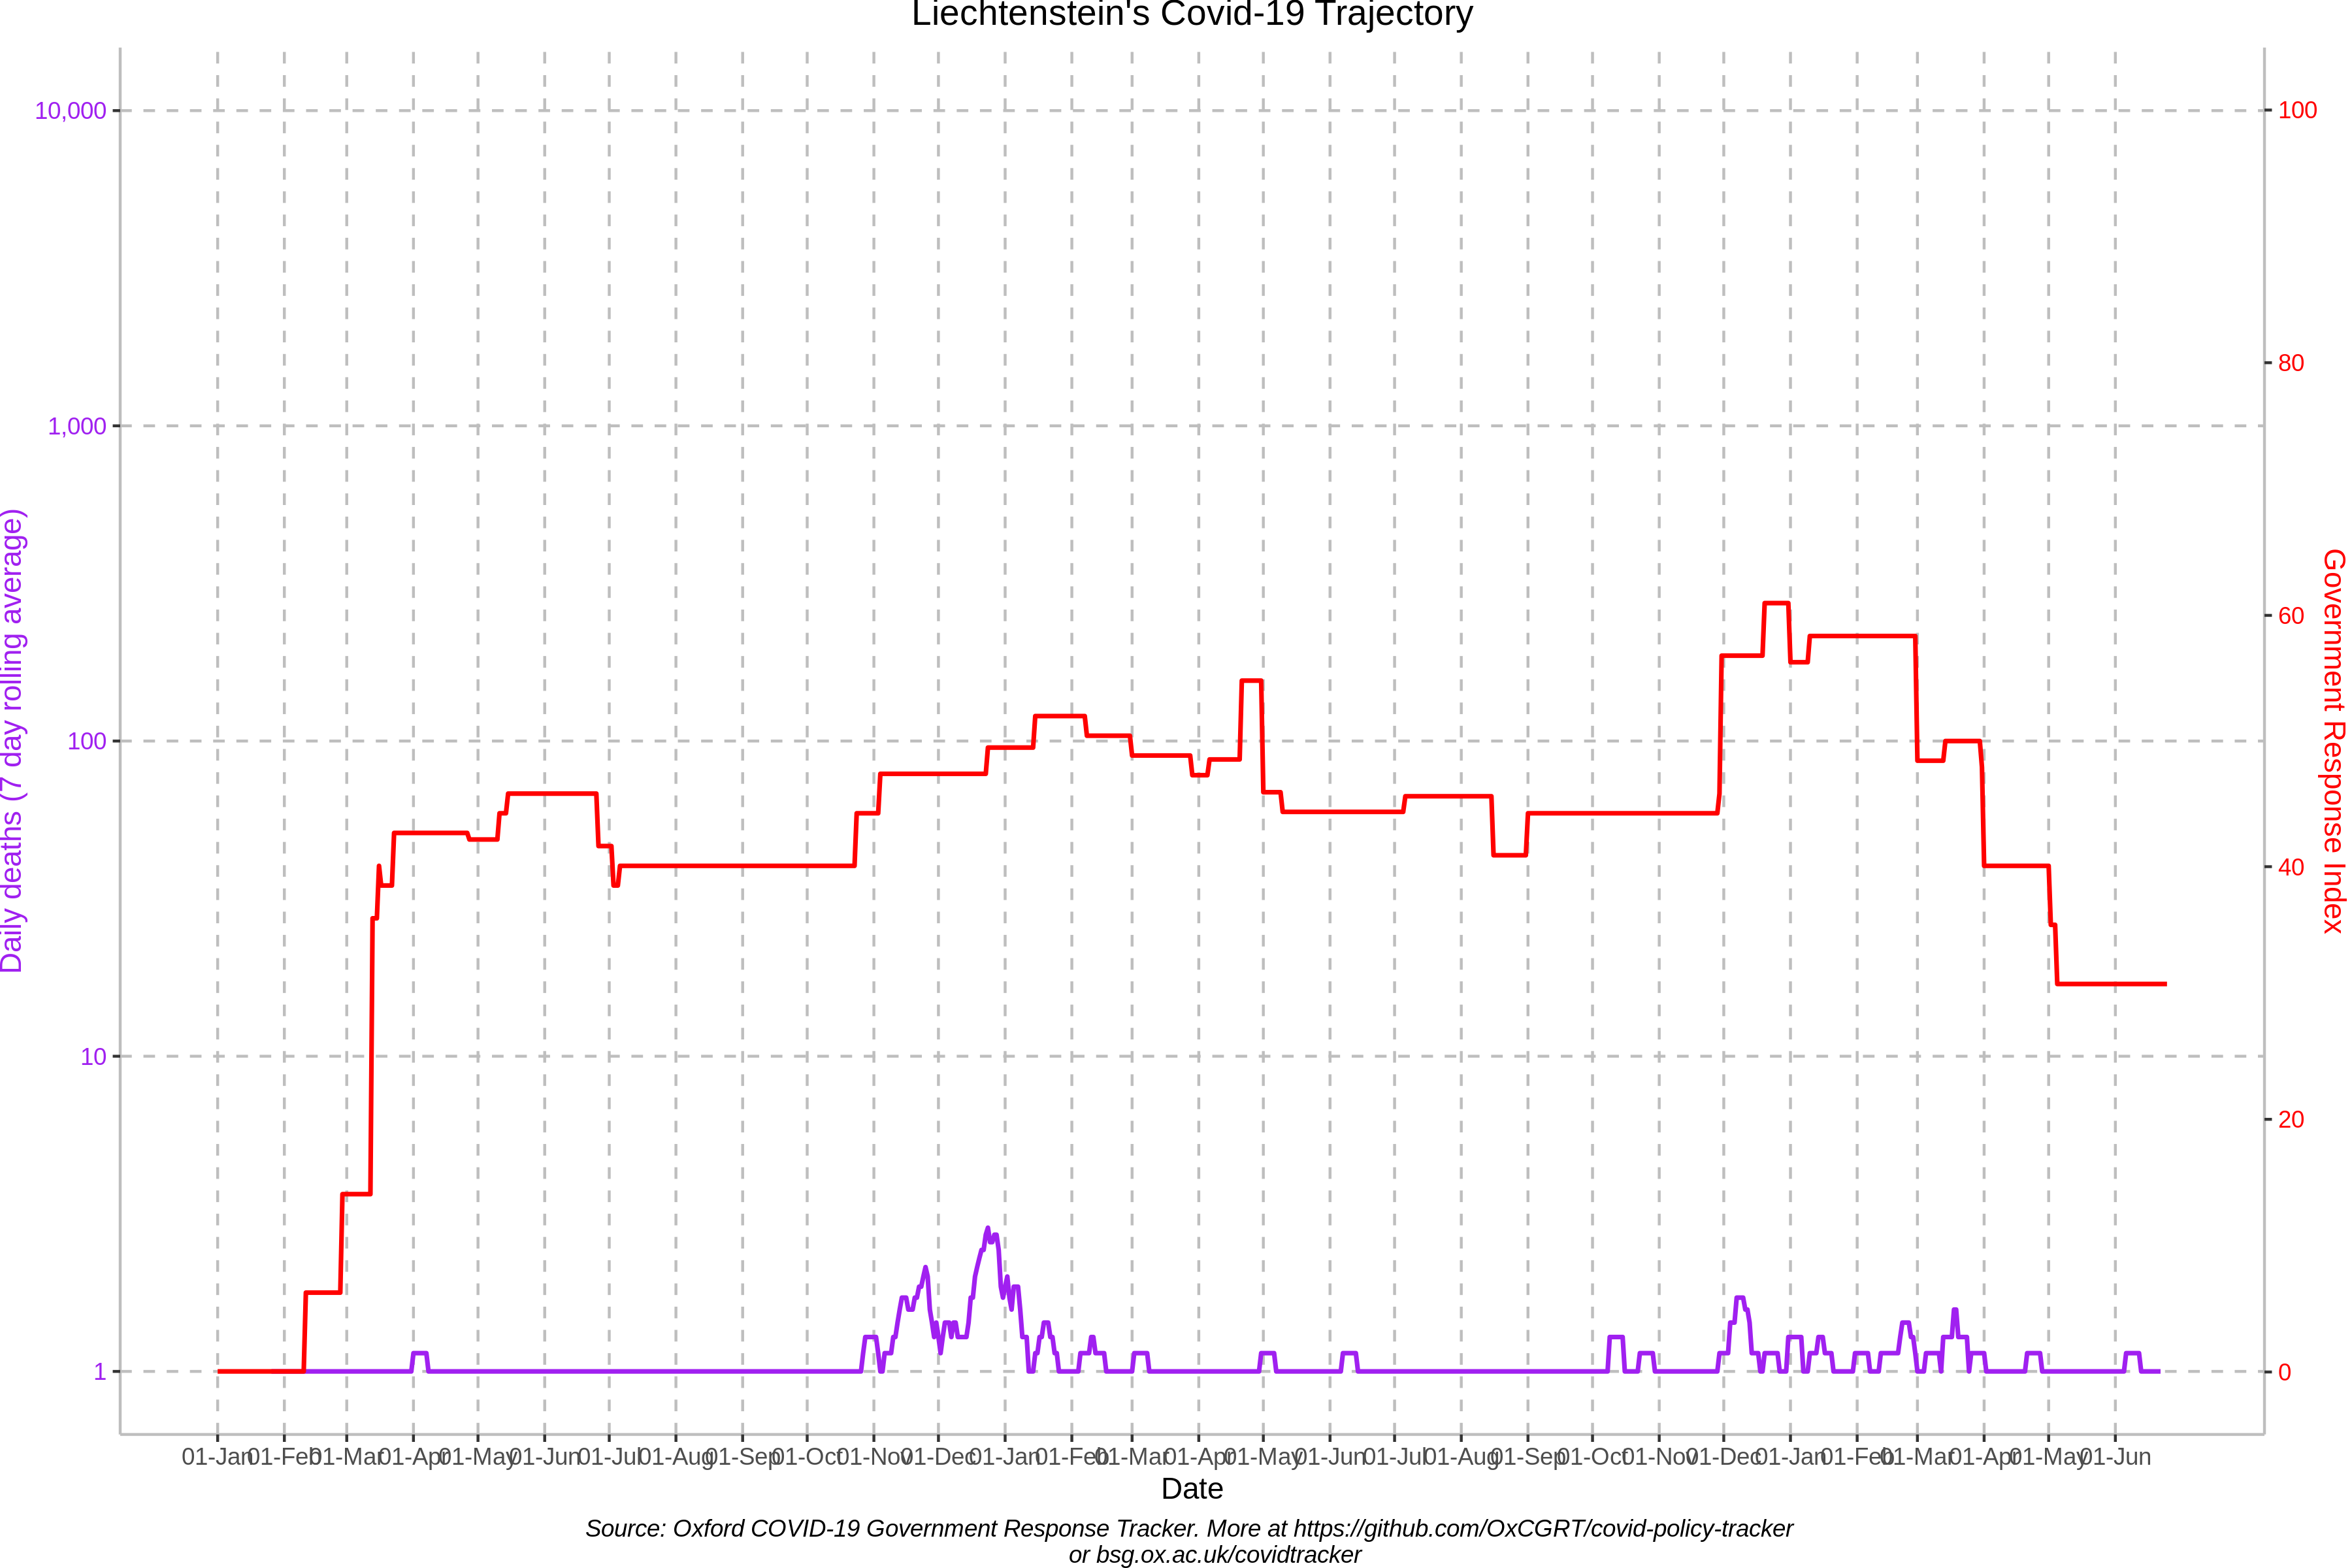 Liechtenstein's Covid-19 Trajectory
10,000
1,000
100
10
1
Daily deaths (7 day rolling average)
100
80
60
40
20
0
Government Response Index
01-Jan 01-Feb 01-Mar 01-Apr 01-May 01-Jun 01-Jul 01-Aug 01-Sep 01-Oct 01-Nov 01-Dec 01-Jan 01-Feb 01-Mar 01-Apr 01-May 01-Jun 01-Jul 01-Aug 01-Sep 01-Oct 01-Nov 01-Dec 01-Jan 01-Feb 01-Mar 01-Apr 01-May 01-Jun
Date
Source: Oxford COVID-19 Government Response Tracker. More at https://github.com/OxCGRT/covid-policy-tracker
or bsg.ox.ac.uk/covidtracker